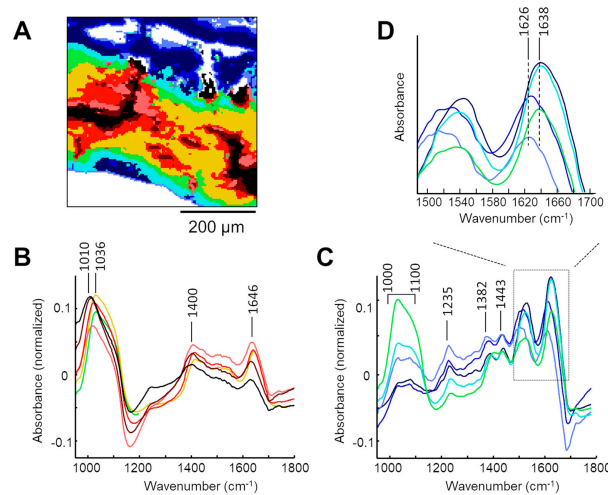 A
200 µm
D
1626
1638
Absorbance
1500 1540 1580 1620 1660 1700
Wavenumber (cm-1)
B
1010
1036
1400
1646
0.1
0
-0.1
Absorbance (normalized)
1000 1200 1400 1600 1800
Wavenumber (cm-1)
C
1000
1100
1235
1382
1443
0.1
0
-0.1
Absorbance (normalized)
1000 1200 1400 1600 1800
Wavenumber (cm-1)